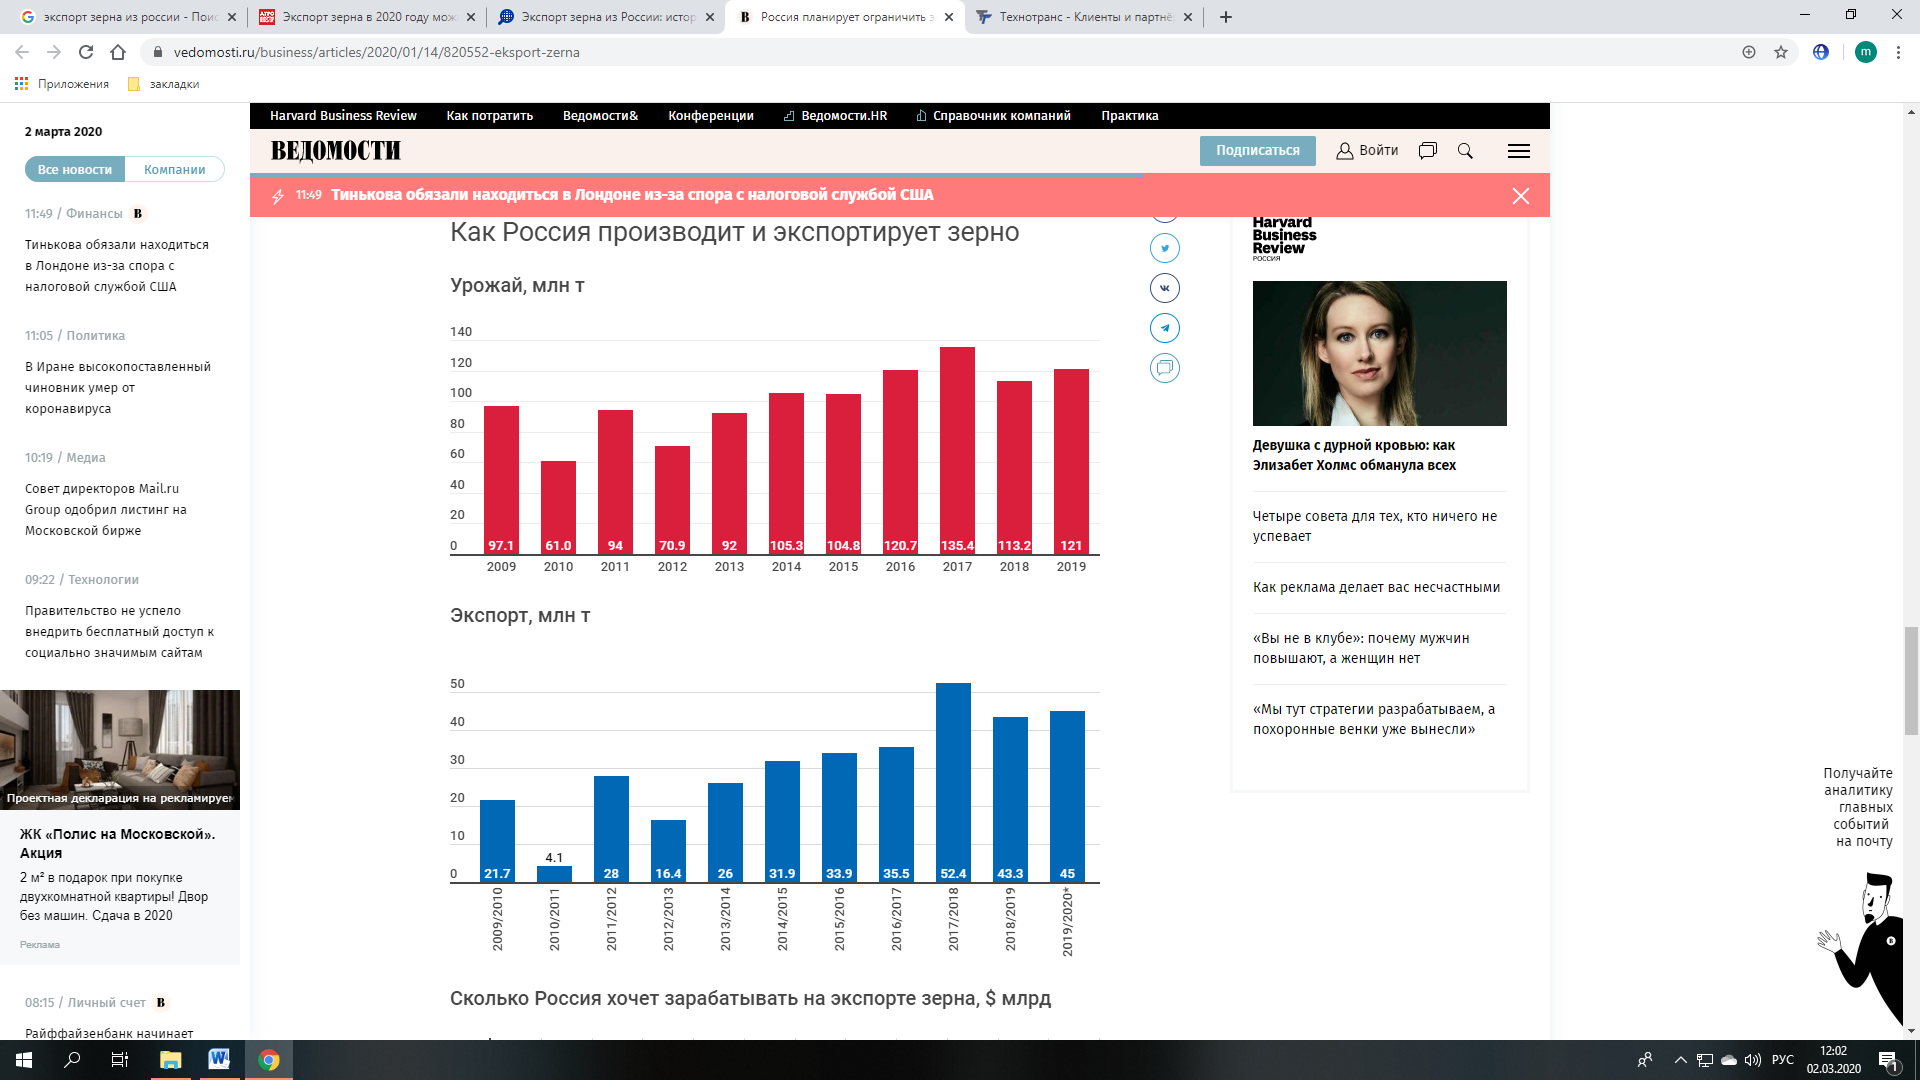 экспорт зерна из россии - Пои
Экспорт зерна в 2020 году мож
Экспорт зерна из России: истор
Россия планирует ограничить э
Технотранс - Клиенты и партнё
vedomosti.ru/business/articles/2020/01/14/820552-eksport-zerna
m
Приложения
закладки
2 марта 2020
Все новости
Компании
11:49 / Финансы В
Тинькова обязали находиться
в Лондоне из-за спора с
налоговой службой США
11:05 / Политика
В Иране высокопоставленный
чиновник умер от
коронавируса
10:19 / Медиа
Совет директоров Mail.ru
Group одобрил листинг на
Московской бирже
09:22 / Технологии
Правительство не успело
внедрить бесплатный доступ к
социально значимым сайтам
Проектная декларация на рекламируем
ЖК «Полис на Московской».
Акция
2 м² в подарок при покупке
двухкомнатной квартиры! Двор
без машин. Сдача в 2020
Реклама
08:15 / Личный счет В
Райффайзенбанк начинает
Harvard Business Review
Как потратить
Ведомости&
Конференции
Ведомости.HR
Справочник компаний
Практика
ВЕДОМОСТИ
Подписаться
Войти
11:49 Тинькова обязали находиться в Лондоне из-за спора с налоговой службой США
Как Россия производит и экспортирует зерно
Урожай, млн т
140
120
100
80
60
40
20
0
97.1 61.0 94 70.9 92 105.3 104.8 120.7 135.4 113.2 121
2009 2010 2011 2012 2013 2014 2015 2016 2017 2018 2019
Экспорт, млн т
50
40
30
20
10
0
21.7 4.1 28 16.4 26 31.9 33.9 35.5 52.4 43.3 45
2009/2010 2010/2011 2011/2012 2012/2013 2013/2014 2014/2015 2015/2016 2016/2017 2017/2018 2018/2019 2019/2020*
Сколько Россия хочет зарабатывать на экспорте зерна, $ млрд
Harvard
Business
Review
РОССИЯ
Девушка с дурной кровью: как
Элизабет Холмс обманула всех
Четыре совета для тех, кто ничего не
успевает
Как реклама делает вас несчастными
«Вы не в клубе»: почему мужчин
повышают, а женщин нет
«Мы тут стратегии разрабатываем, а
похоронные венки уже вынесли»
Получайте
аналитику
главных
событий
на почту
В
РУС
12:02
02.03.2020
1